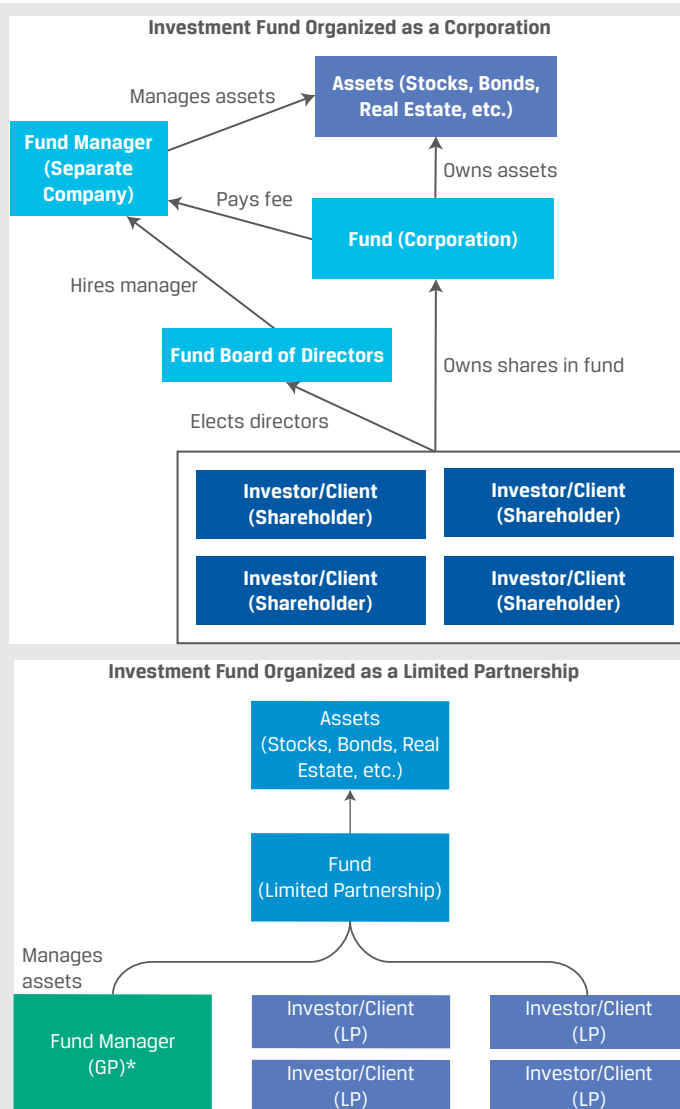 Investment Fund Organized as a Corporation
Assets (Stocks, Bonds,
Real Estate, etc.)
Manages assets
Fund Manager
(Separate
Company)
Owns assets
Pays fee
Fund (Corporation)
Hires manager
Fund Board of Directors
Owns shares in fund
Elects directors
Investor/Client
(Shareholder)
Investor/Client
(Shareholder)
Investor/Client
(Shareholder)
Investor/Client
(Shareholder)
Investment Fund Organized as a Limited Partnership
Assets
(Stocks, Bonds, Real
Estate, etc.)
Fund
(Limited Partnership)
Manages
assets
Fund Manager
(GP)*
Investor/Client
(LP)
Investor/Client
(LP)
Investor/Client
(LP)
Investor/Client
(LP)